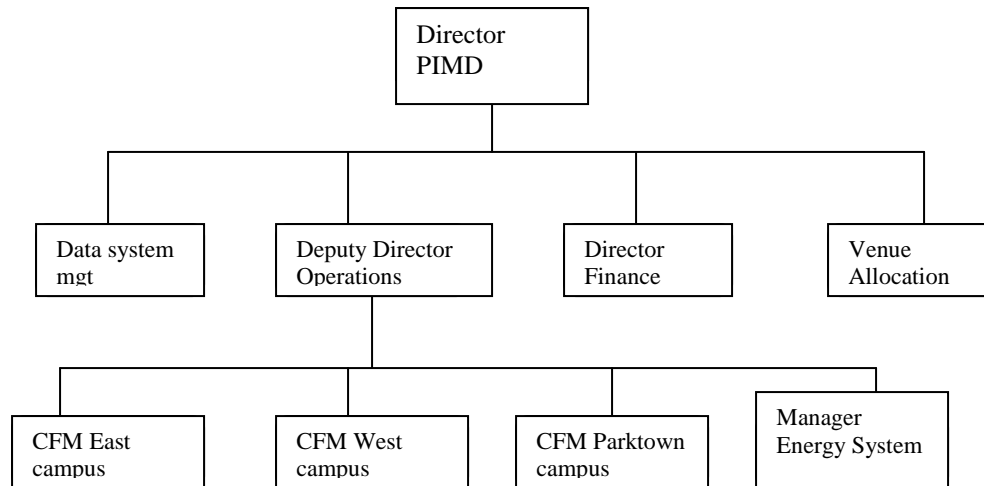 Director
PIMD
Data system
mgt
Deputy Director
Operations
Director
Finance
Venue
Allocation
CFM East
campus
CFM West
campus
CFM Parktown
campus
Manager
Energy System